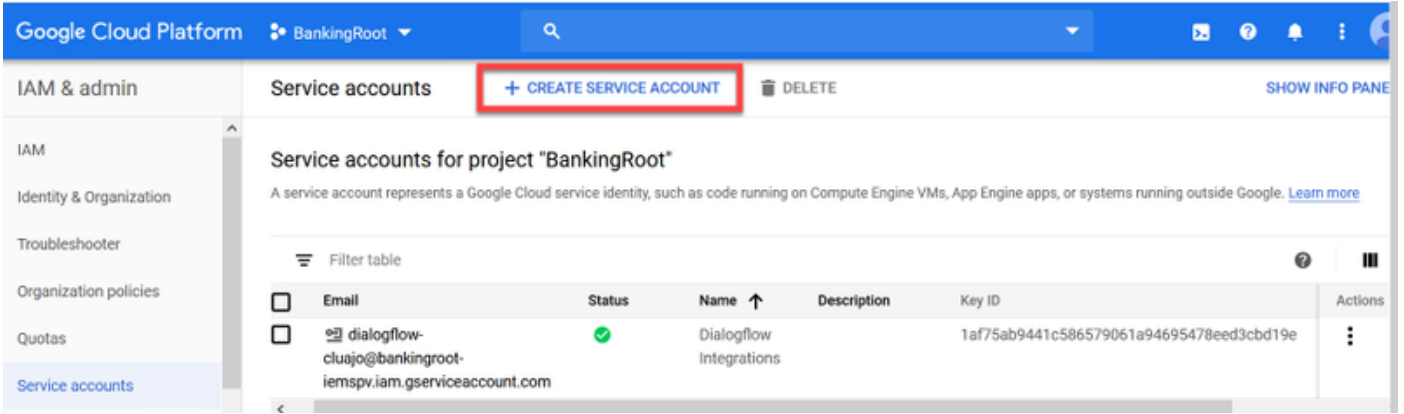 Google Cloud Platform BankingRoot
IAM & admin Service accounts + CREATE SERVICE ACCOUNT DELETE SHOW INFO PANE
IAM
Service accounts for project "BankingRoot"
Identity & Organization
A service account represents a Google Cloud service identity, such as code running on Compute Engine VMs, App Engine apps, or systems running outside Google. Learn more
Troubleshooter
Filter table
Organization policies
Email Status Name Description Key ID Actions
Quotas
dialogflow- Dialogflow 1af75ab9441c586579061a94695478eed3cbd19e
cluajo@bankingroot- Integrations
iemspv.iam.gserviceaccount.com
Service accounts